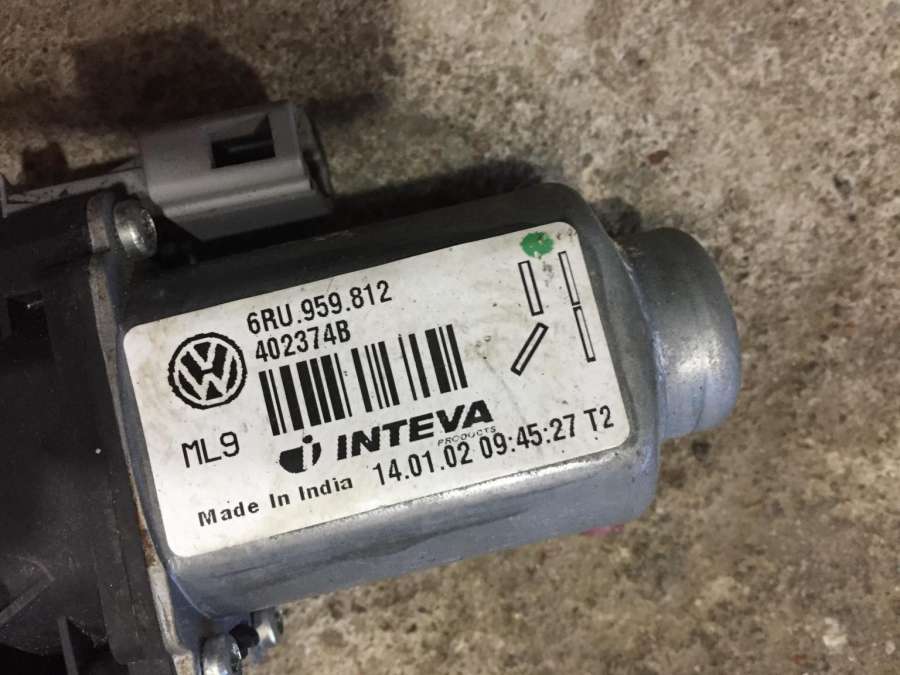 6RU.959.812
402374B
ML9
INTEVA
PRODUCTS
14.01.02 09:45:27 T2
Made In India